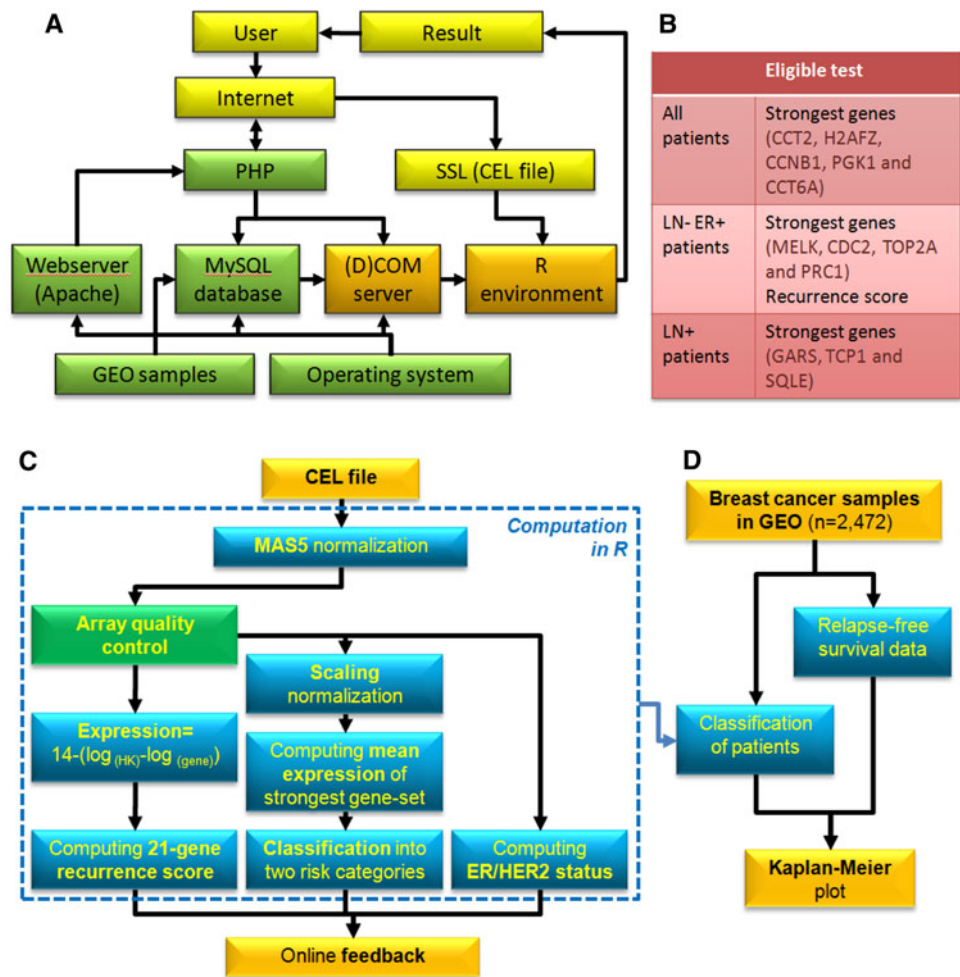 A
User
Result
Internet
PHP
SSL (CEL file)
Webserver
(Apache)
MySQL
database
(D)COM
server
R
environment
GEO samples
Operating system
B
Eligible test
All
patients
Strongest genes
(CCT2, H2AFZ,
CCNB1, PGK1 and
CCT6A)
LN- ER+
patients
Strongest genes
(MELK, CDC2, TOP2A
and PRC1)
Recurrence score
LN+
patients
Strongest genes
(GARS, TCP1 and
SQLE)
C
CEL file
Computation
in R
MAS5 normalization
Array quality
control
Scaling
normalization
Expression=
14-(log (HK)-log (gene))
Computing mean
expression of
strongest gene-set
Computing 21-gene
recurrence score
Classification into
two risk categories
Computing
ER/HER2 status
Online feedback
D
Breast cancer samples
in GEO (n=2,472)
Relapse-free
survival data
Classification
of patients
Kaplan-Meier
plot